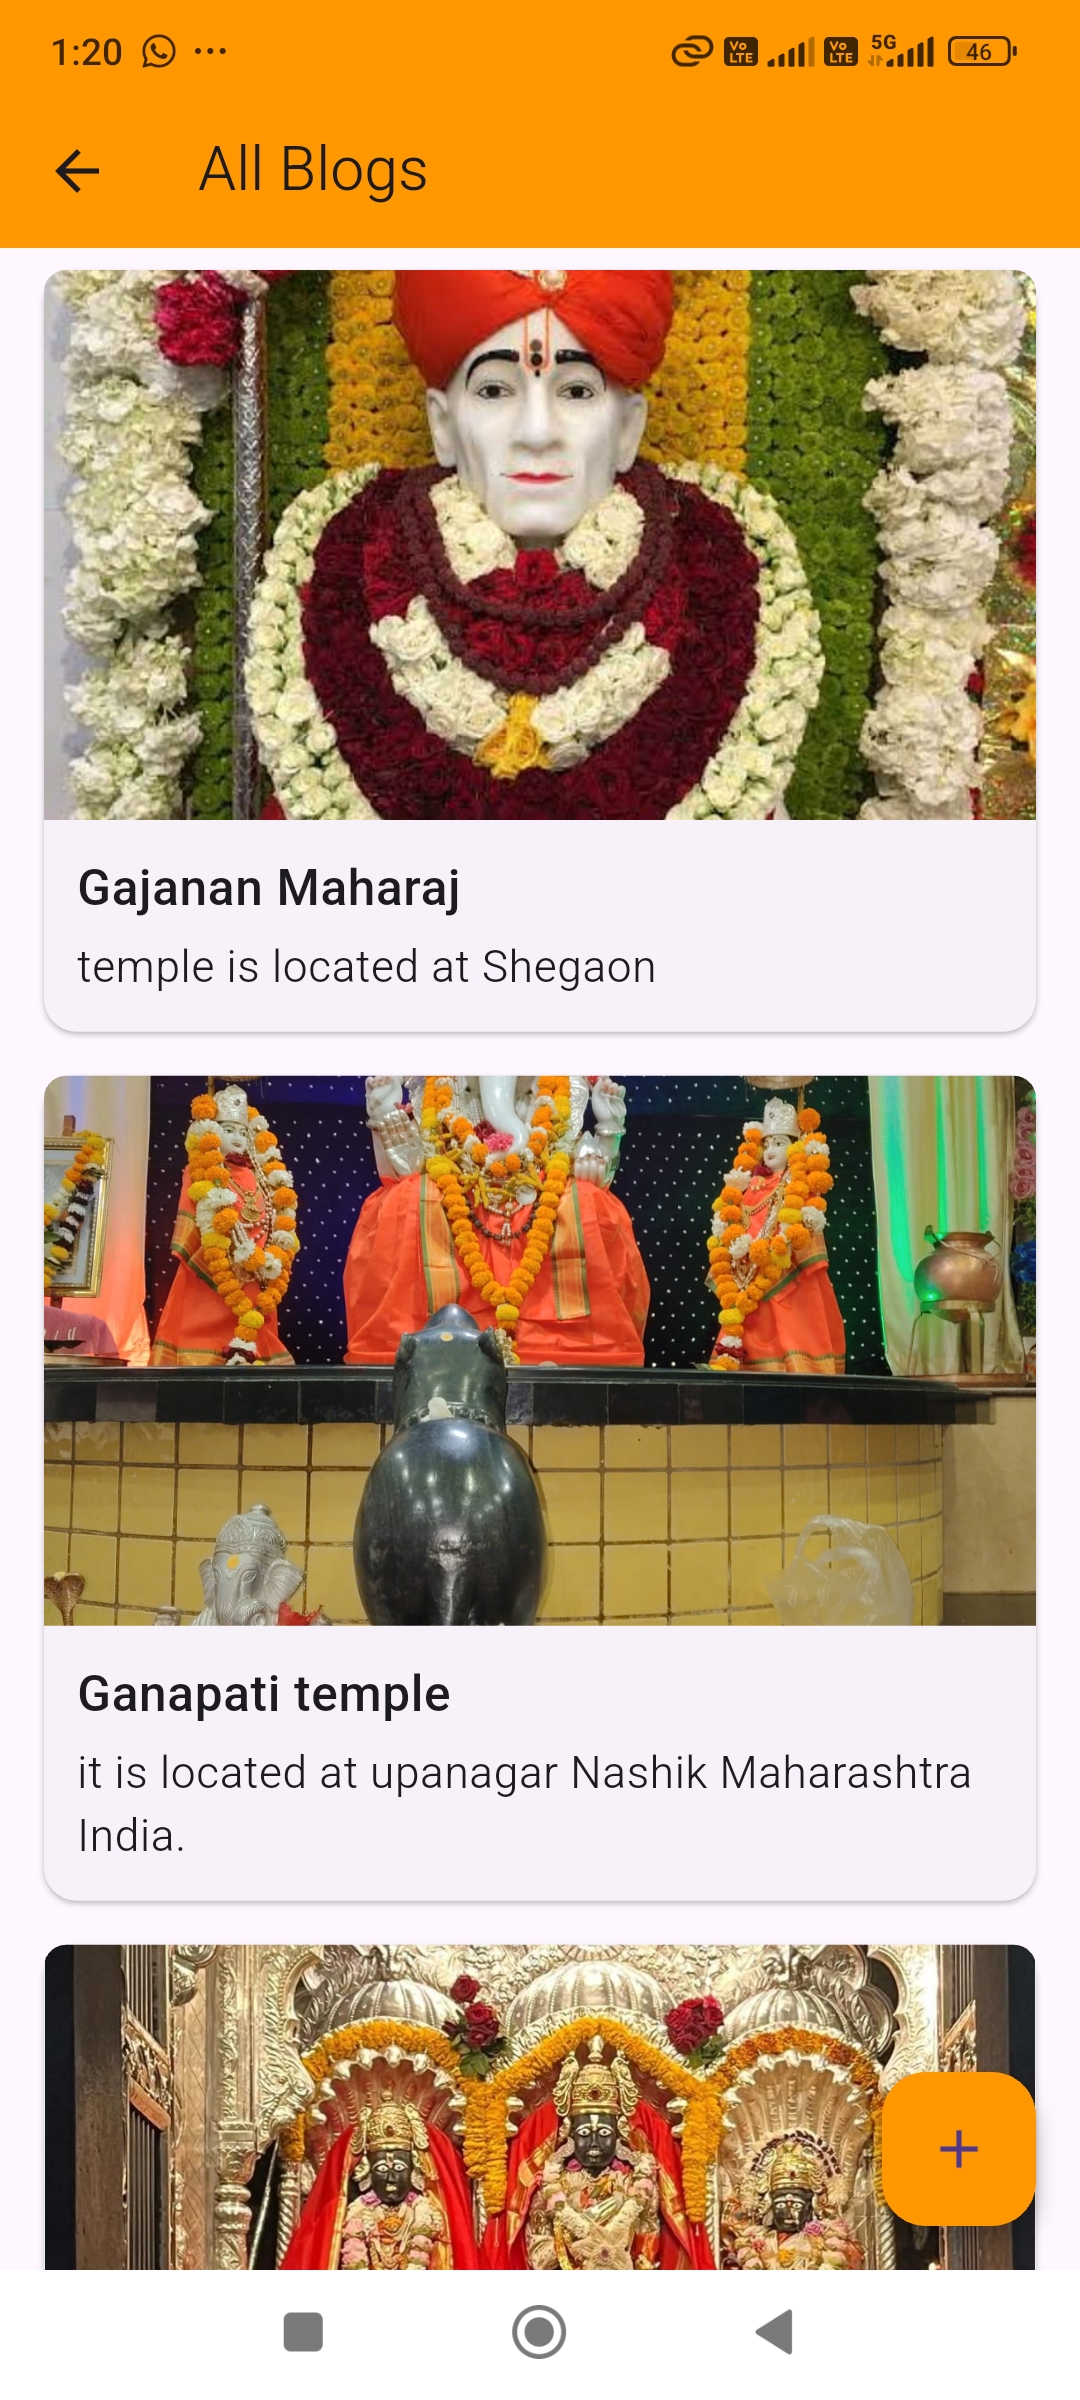 1:20
Vo LTE
Vo LTE
5G
46
All Blogs
Gajanan Maharaj
temple is located at Shegaon
Ganapati temple
it is located at upanagar Nashik Maharashtra
India.